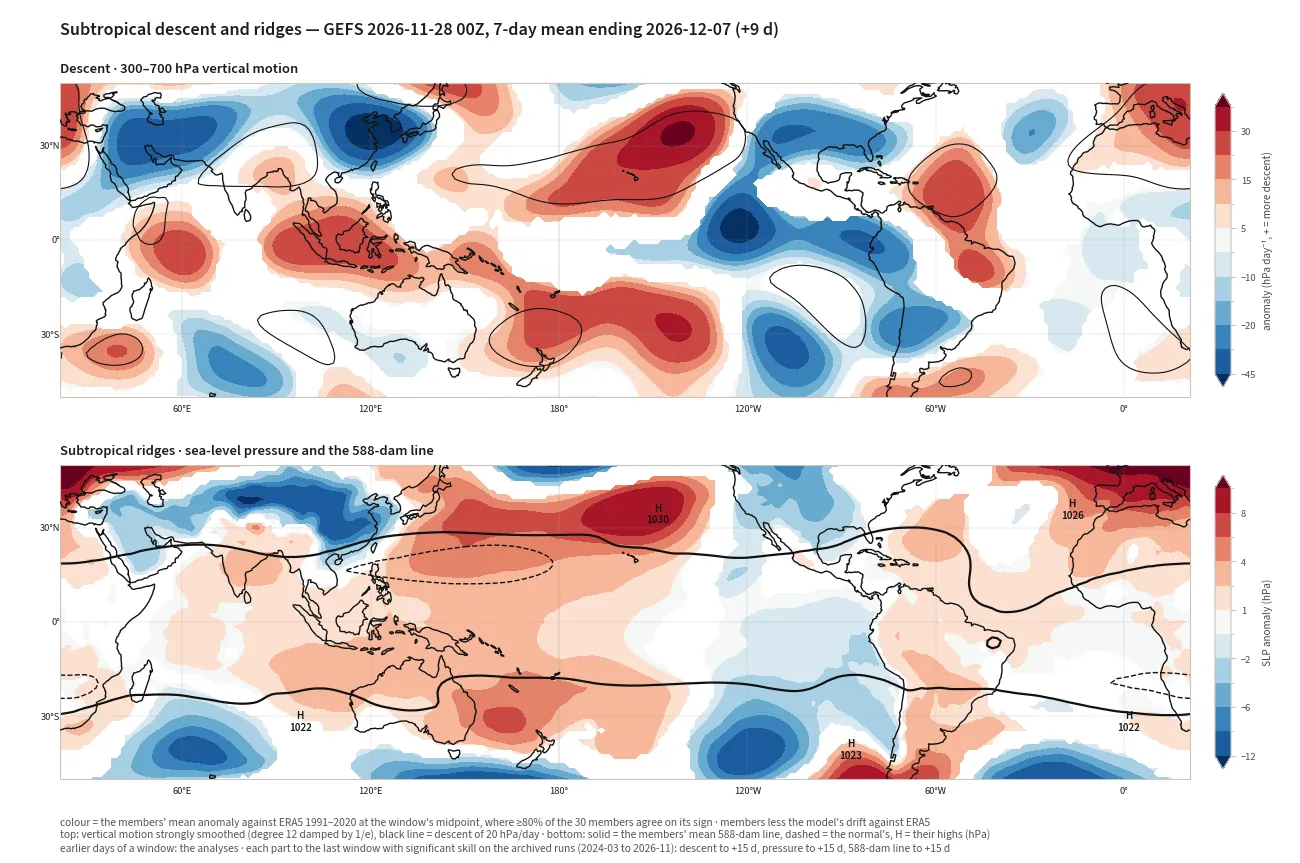 Subtropical descent and ridges — GEFS 2026-11-28 00Z, 7-day mean ending 2026-12-07 (+9 d)
Descent · 300–700 hPa vertical motion
30°N
0°
30°S
60°E
120°E
180°
120°W
60°W
0°
30
15
5
−10
−20
−45
anomaly (hPa day⁻¹, + = more descent)
Subtropical ridges · sea-level pressure and the 588-dam line
30°N
0°
30°S
H
1030
H
1026
H
1022
H
1023
H
1022
60°E
120°E
180°
120°W
60°W
0°
8
4
1
−2
−6
−12
SLP anomaly (hPa)
colour = the members' mean anomaly against ERA5 1991–2020 at the window's midpoint, where ≥80% of the 30 members agree on its sign · members less the model's drift against ERA5
top: vertical motion strongly smoothed (degree 12 damped by 1/e), black line = descent of 20 hPa/day · bottom: solid = the members' mean 588-dam line, dashed = the normal's, H = their highs (hPa)
earlier days of a window: the analyses · each part to the last window with significant skill on the archived runs (2024-03 to 2026-11): descent to +15 d, pressure to +15 d, 588-dam line to +15 d